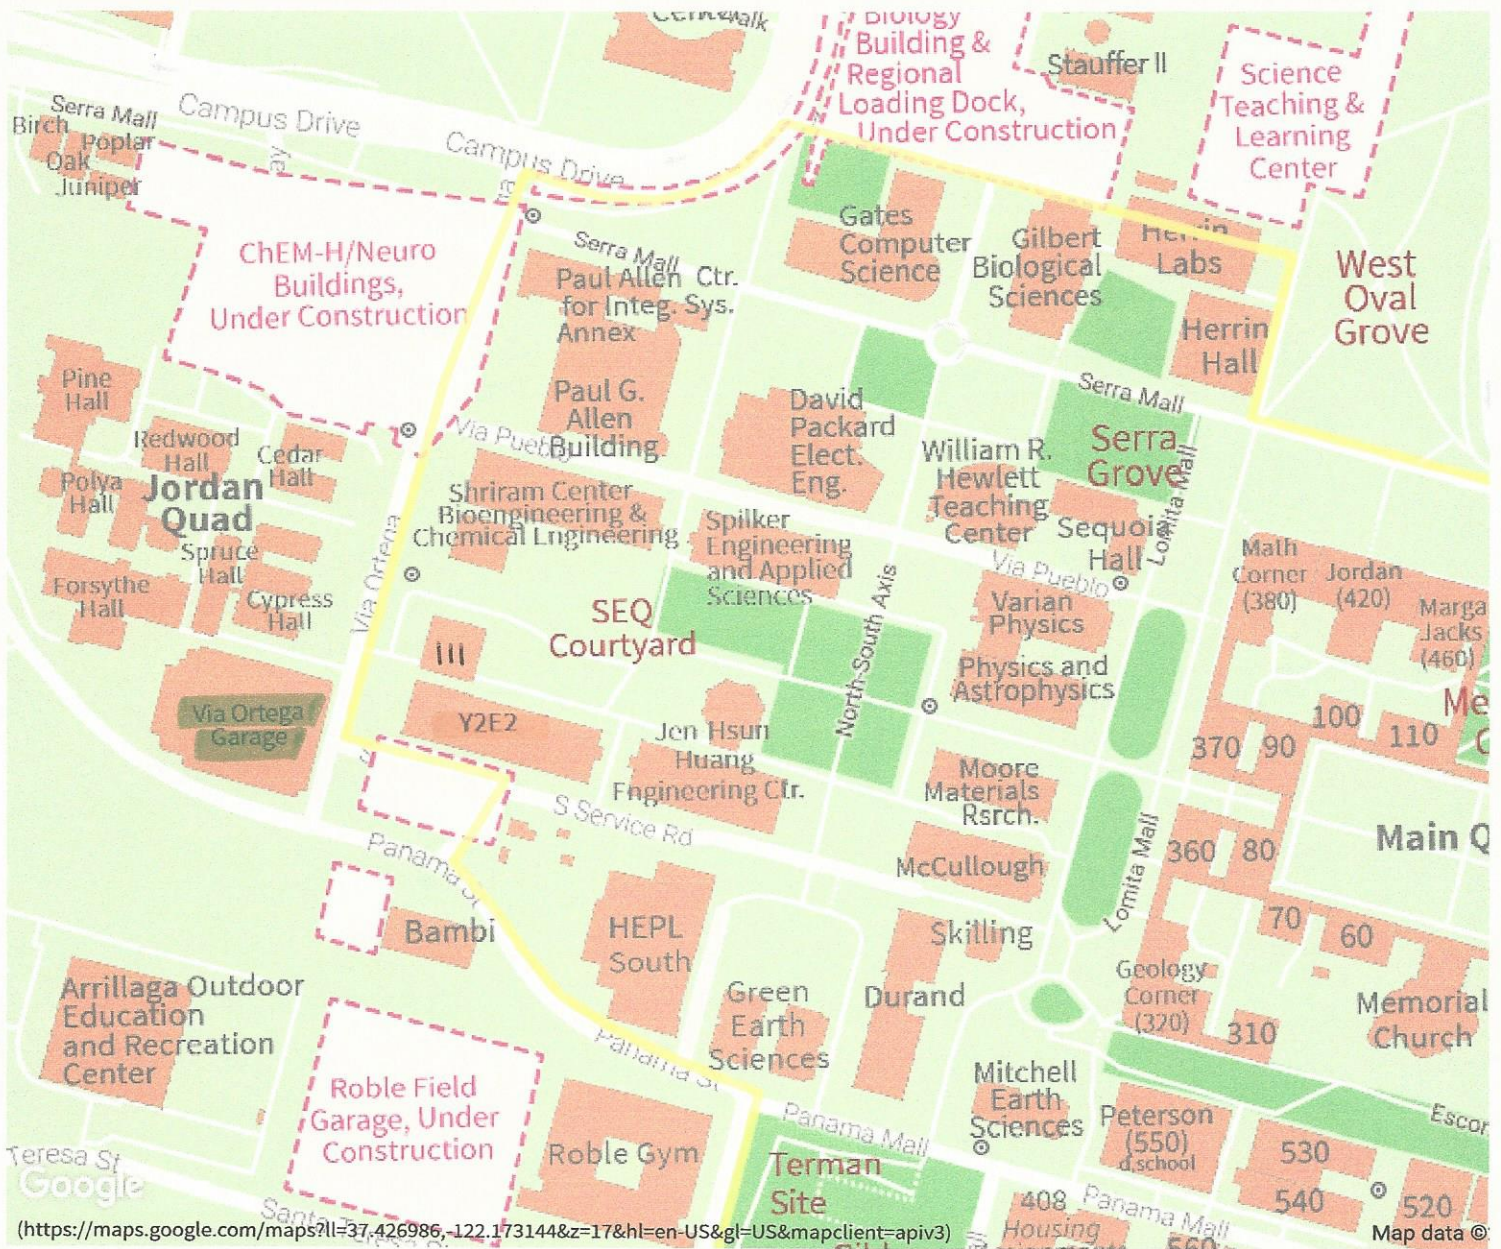 Centralk
Biology
Building &
Regional
Loading Dock,
Under Construction
Stauffer II
Science
Teaching &
Learning
Center
Serra Mall
Campus Drive
Birch
Poplar
Oak
Juniper
Campus Drive
ay
ra
Gates
Computer
Science
Gilbert
Biological
Sciences
Herrin
Labs
West
Oval
Grove
ChEM-H/Neuro
Buildings,
Under Construction
Serra Mall
Paul Allen Ctr.
for Integ. Sys.
Annex
Herrin
Hall
Pine
Hall
Paul G.
Allen
Building
David
Packard
Elect.
Eng.
Serra Mall
Serra
Grove
Redwood
Hall
Cedar
Hall
Via Pueblo
William R.
Hewlett
Teaching
Center
Polya
Hall
Jordan
Quad
Shriram Center
Bioengineering &
Chemical Engineering
Spilker
Engineering
and Applied
Sciences
Sequoia
Hall
Lomita Mall
Spruce
Hall
Via Ortega
Via Pueblo
Math
Corner
(380)
Jordan
(420)
Marga
Jacks
(460)
Forsythe
Hall
Cypress
Hall
SEQ
Courtyard
North-South Axis
Varian
Physics
Physics and
Astrophysics
III
Via Ortega
Garage
Y2E2
Jen Hsun
Huang
Engineering Ctr.
Moore
Materials
Rsrch.
370
90
100
110
Me
S Service Rd
Panama St
McCullough
Lomita Mall
360
80
Main Q
Bambi
HEPL
South
Skilling
70
60
Arrillaga Outdoor
Education
and Recreation
Center
Green
Earth
Sciences
Durand
Geology
Corner
(320)
310
Memorial
Church
Panama St
Roble Field
Garage, Under
Construction
Roble Gym
Mitchell
Earth
Sciences
Panama Mall
Peterson
(550)
d.school
Escon
530
Teresa St
Google
Terman
Site
408
Housing
Panama Mall
540
520
560
Santa Teresa
(https://maps.google.com/maps?ll=37.426986,-122.173144&z=17&hl=en-US&gl=US&mapclient=apiv3)
Map data ©